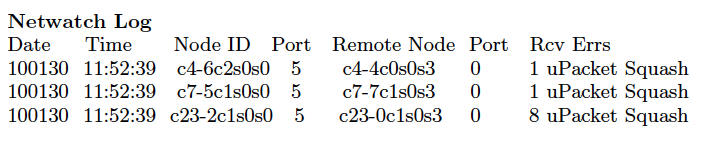 Netwatch Log
Date Time Node ID Port Remote Node Port Rcv Errs
100130 11:52:39 c4-6c2s0s0 5 c4-4c0s0s3 0 1 uPacket Squash
100130 11:52:39 c7-5c1s0s0 5 c7-7c1s0s3 0 1 uPacket Squash
100130 11:52:39 c23-2c1s0s0 5 c23-0c1s0s3 0 8 uPacket Squash